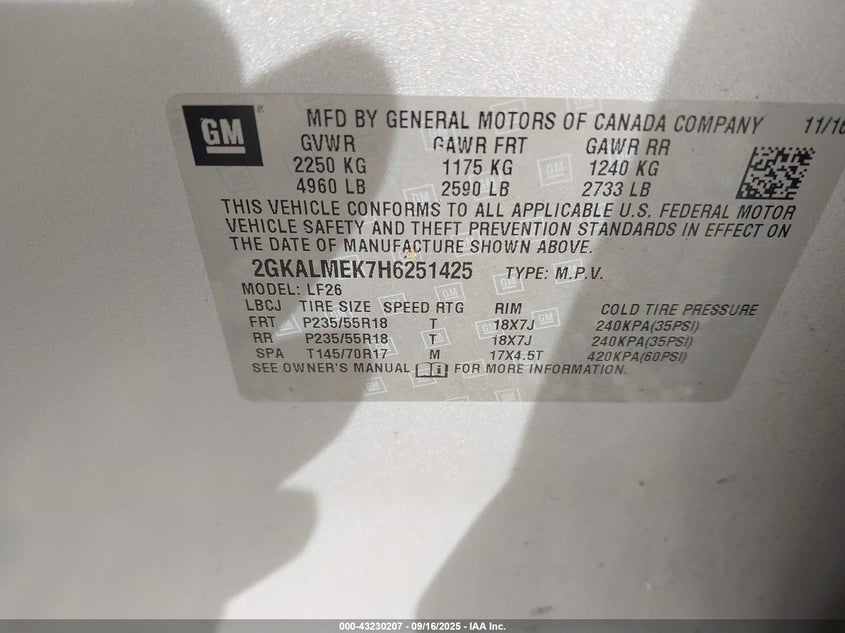 GM
MFD BY GENERAL MOTORS OF CANADA COMPANY 11/16
GVWR GAWR FRT GAWR RR
2250 KG 1175 KG 1240 KG
4960 LB 2590 LB 2733 LB
THIS VEHICLE CONFORMS TO ALL APPLICABLE U.S. FEDERAL MOTOR
VEHICLE SAFETY AND THEFT PREVENTION STANDARDS IN EFFECT ON
THE DATE OF MANUFACTURE SHOWN ABOVE.
2GKALMEK7H6251425 TYPE: M.P.V.
MODEL: LF26
LBCJ TIRE SIZE SPEED RTG RIM COLD TIRE PRESSURE
FRT P235/55R18 T 18X7J 240KPA(35PSI)
RR P235/55R18 T 18X7J 240KPA(35PSI)
SPA T145/70R17 M 17X4.5T 420KPA(60PSI)
SEE OWNER'S MANUAL FOR MORE INFORMATION.
000-43230207 - 09/16/2025 - IAA Inc.